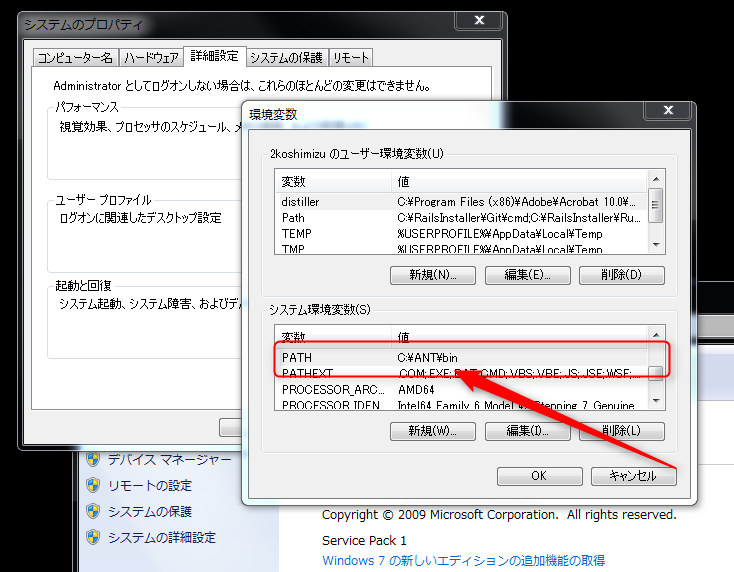 システムのプロパティ
コンピューター名 ハードウェア 詳細設定 システムの保護 リモート
Administrator としてログオンしない場合は、これらのほとんどの変更はできません。
パフォーマンス
視覚効果、プロセッサのスケジュール、メ
ユーザー プロファイル
ログオンに関連したデスクトップ設定
起動と回復
システム起動、システム障害、およびデ
環境変数
2koshimizu のユーザー環境変数(U)
変数 値
distiller C:¥Program Files (x86)¥Adobe¥Acrobat 10.0¥...
Path C:¥RailsInstaller¥Git¥cmd;C:¥RailsInstaller¥Ru...
TEMP %USERPROFILE%¥AppData¥Local¥Temp
TMP %USERPROFILE%¥AppData¥Local¥Temp
新規(N)... 編集(E)... 削除(D)
システム環境変数(S)
変数 値
PATH C:¥ANT¥bin
PATHEXT .COM;.EXE;.BAT;.CMD;.VBS;.VBE;.JS;.JSE;.WSF;...
PROCESSOR_ARC... AMD64
PROCESSOR_IDEN Intel64 Family 6 Model Stepping 7 Genuine
新規(W)... 編集(I)... 削除(L)
OK キャンセル
デバイス マネージャー
リモートの設定
システムの保護
システムの詳細設定
Copyright © 2009 Microsoft Corporation. All rights reserved.
Service Pack 1
Windows 7 の新しいエディションの追加機能の取得